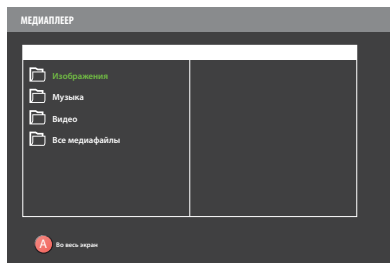 МЕДИАПЛЕЕР
Изображения
Музыка
Видео
Все медиафайлы
A Во весь экран